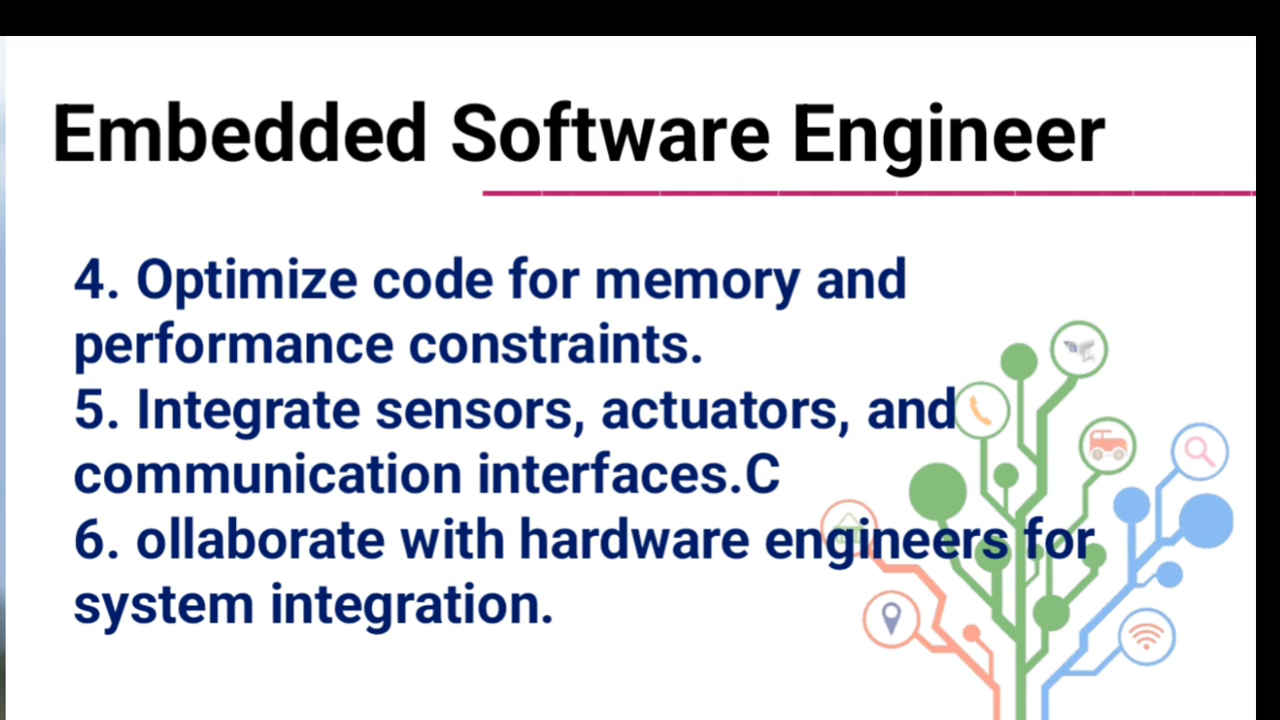 Embedded Software Engineer
4. Optimize code for memory and
performance constraints.
5. Integrate sensors, actuators, and
communication interfaces.C
6. ollaborate with hardware engineers for
system integration.